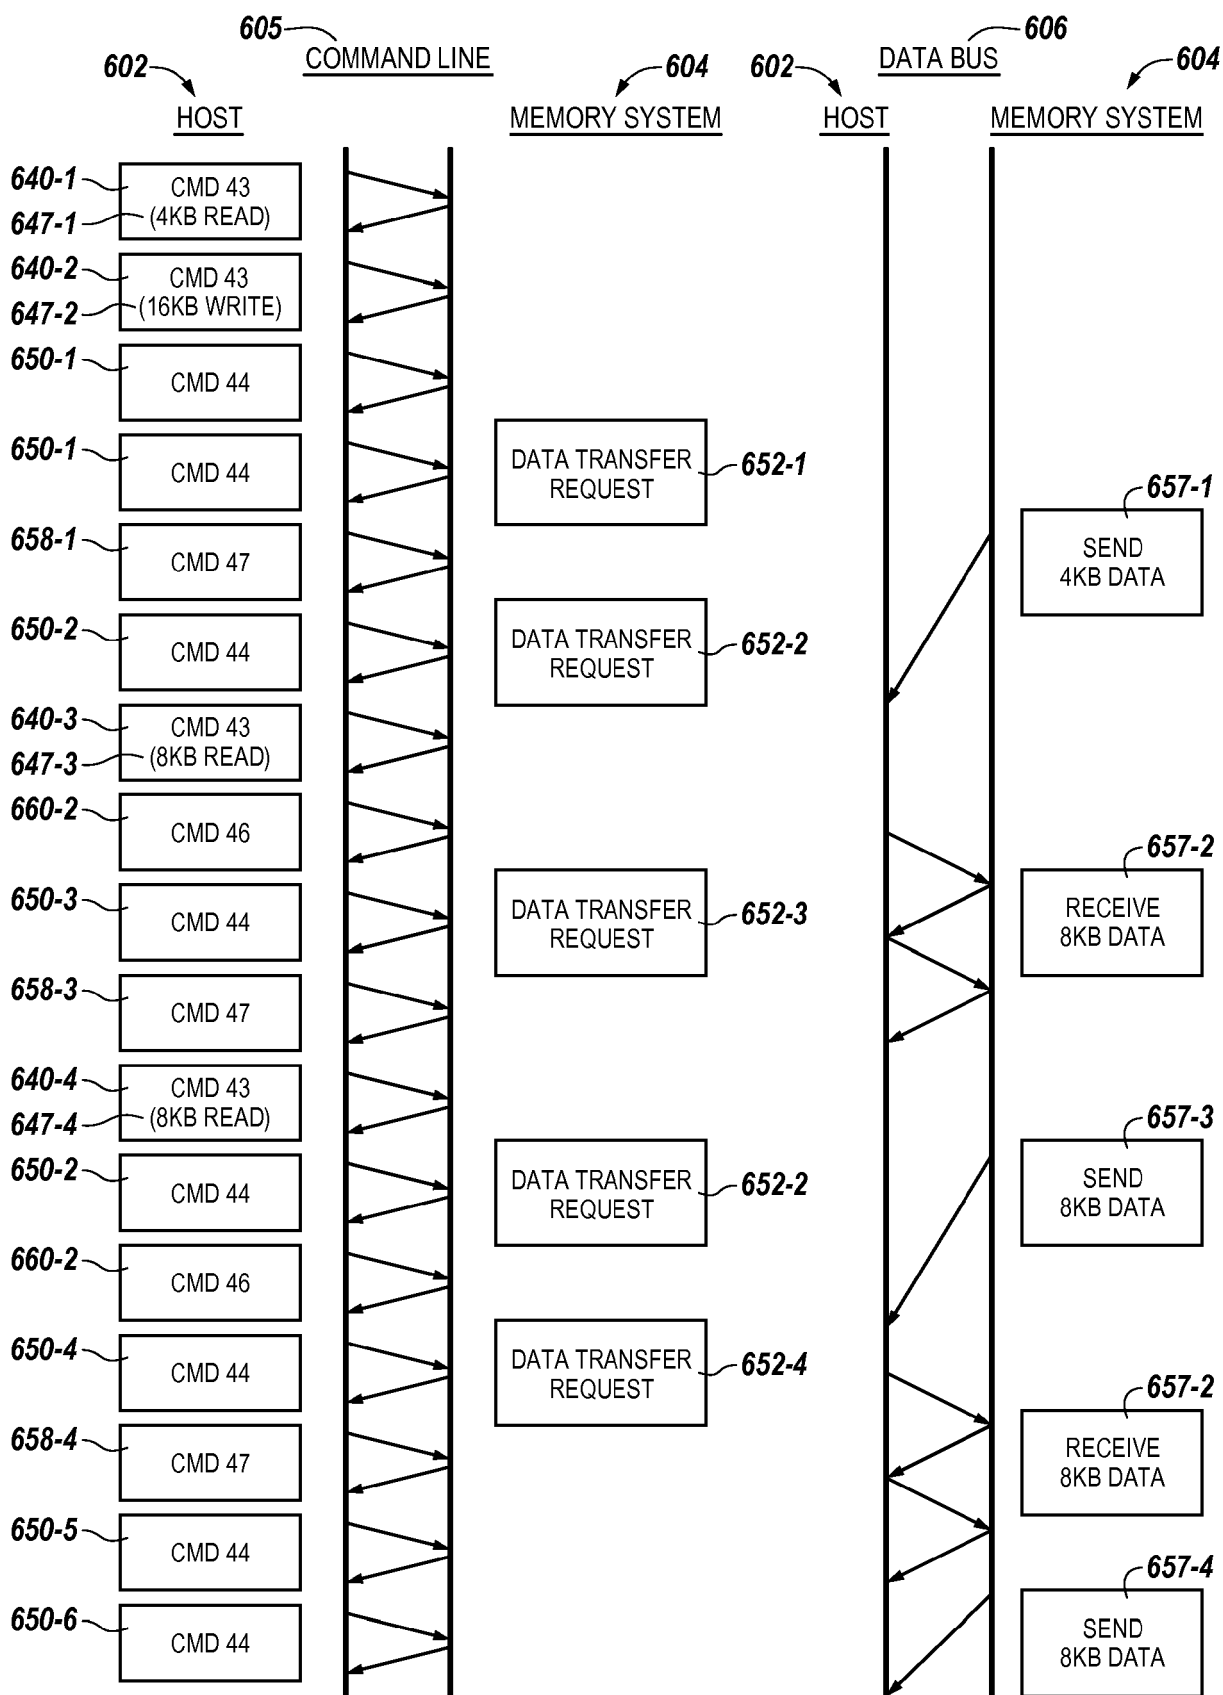 605
COMMAND LINE
606
DATA BUS
602
604
602
604
HOST
MEMORY SYSTEM
HOST
MEMORY SYSTEM
640-1
CMD 43
647-1
(4KB READ)
640-2
CMD 43
647-2
(16KB WRITE)
650-1
CMD 44
650-1
CMD 44
DATA TRANSFER
REQUEST
652-1
657-1
SEND
4KB DATA
658-1
CMD 47
650-2
CMD 44
DATA TRANSFER
REQUEST
652-2
640-3
CMD 43
647-3
(8KB READ)
660-2
CMD 46
657-2
RECEIVE
8KB DATA
650-3
CMD 44
DATA TRANSFER
REQUEST
652-3
658-3
CMD 47
640-4
CMD 43
647-4
(8KB READ)
657-3
SEND
8KB DATA
650-2
CMD 44
DATA TRANSFER
REQUEST
652-2
660-2
CMD 46
650-4
CMD 44
DATA TRANSFER
REQUEST
652-4
657-2
RECEIVE
8KB DATA
658-4
CMD 47
650-5
CMD 44
657-4
SEND
8KB DATA
650-6
CMD 44